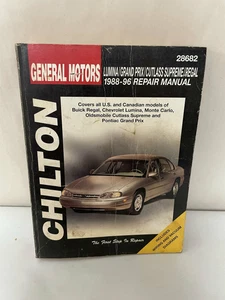 28682
GENERAL MOTORS
LUMINA/GRAND PRIX/CUTLASS SUPREME/REGAL
1988-96 REPAIR MANUAL
Covers all U.S. and Canadian models of
Buick Regal, Chevrolet Lumina, Monte Carlo,
Oldsmobile Cutlass Supreme and
Pontiac Grand Prix
CHILTON
The First Step In Repair
INCLUDES